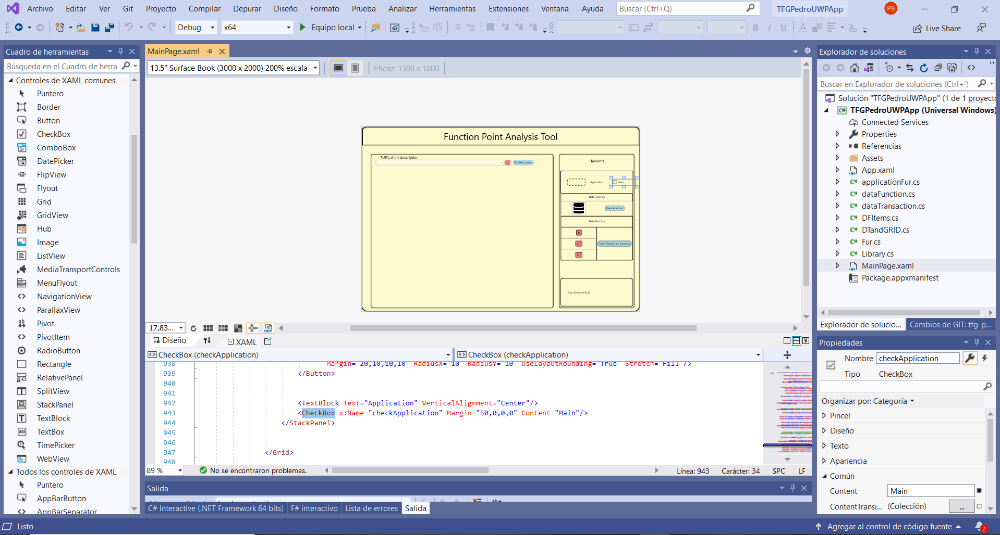 Archivo Editar Ver Git Proyecto Compilar Depurar Diseño Formato Prueba Analizar Herramientas Extensiones Ventana Ayuda Buscar (Ctrl+Q) TFGPedroUWPApp PB
Debug x64 Equipo local B I U A Live Share
Cuadro de herramientas
Búsqueda en el Cuadro de herra
Controles de XAML comunes
Puntero
Border
Button
CheckBox
ComboBox
DatePicker
FlipView
Flyout
Grid
GridView
Hub
Image
ListView
MediaTransportControls
MenuFlyout
NavigationView
ParallaxView
Pivot
PivotItem
RadioButton
Rectangle
RelativePanel
SplitView
StackPanel
TextBlock
TextBox
TimePicker
WebView
Todos los controles de XAML
Puntero
AppBarButton
AppBarSeparator
MainPage.xaml
13.5" Surface Book (3000 x 2000) 200% escala
Eficaz: 1500 x 1000
Function Point Analysis Tool
FUR's short description
Full Description
Elements
Application Main
Data Function
Data Functions
Data Function
EQ
EO
Show Transaction Function
Size of current FUR
17,83...
Diseño XAML
CheckBox (checkApplication) CheckBox (checkApplication)
938 Margin="20,10,10,10" RadiusX="10" RadiusY="10" UseLayoutRounding="True" Stretch="Fill"/>
939 </Button>
940
941
942 <TextBlock Text="Application" VerticalAlignment="Center"/>
943 <CheckBox x:Name="checkApplication" Margin="50,0,0,0" Content="Main"/>
944 </StackPanel>
945
946
947 </Grid>
948
89 % No se encontraron problemas. Línea: 943 Carácter: 34 SPC LF
Salida
C# Interactive (.NET Framework 64 bits) F# interactivo Lista de errores Salida
Explorador de soluciones
Buscar en Explorador de soluciones (Ctrl+`)
Solución "TFGPedroUWPApp" (1 de 1 proyecto
TFGPedroUWPApp (Universal Windows)
Connected Services
Properties
Referencias
Assets
App.xaml
applicationFur.cs
dataFunction.cs
dataTransaction.cs
DFItems.cs
DTandGRID.cs
Fur.cs
Library.cs
MainPage.xaml
Package.appxmanifest
Explorador de solucio... Cambios de GIT: tfg-p...
Propiedades
Nombre checkApplication
Tipo CheckBox
Organizar por: Categoría
Pincel
Diseño
Texto
Apariencia
Común
Content Main
ContentTransi... (Colección) ...
Listo Agregar al control de código fuente 2